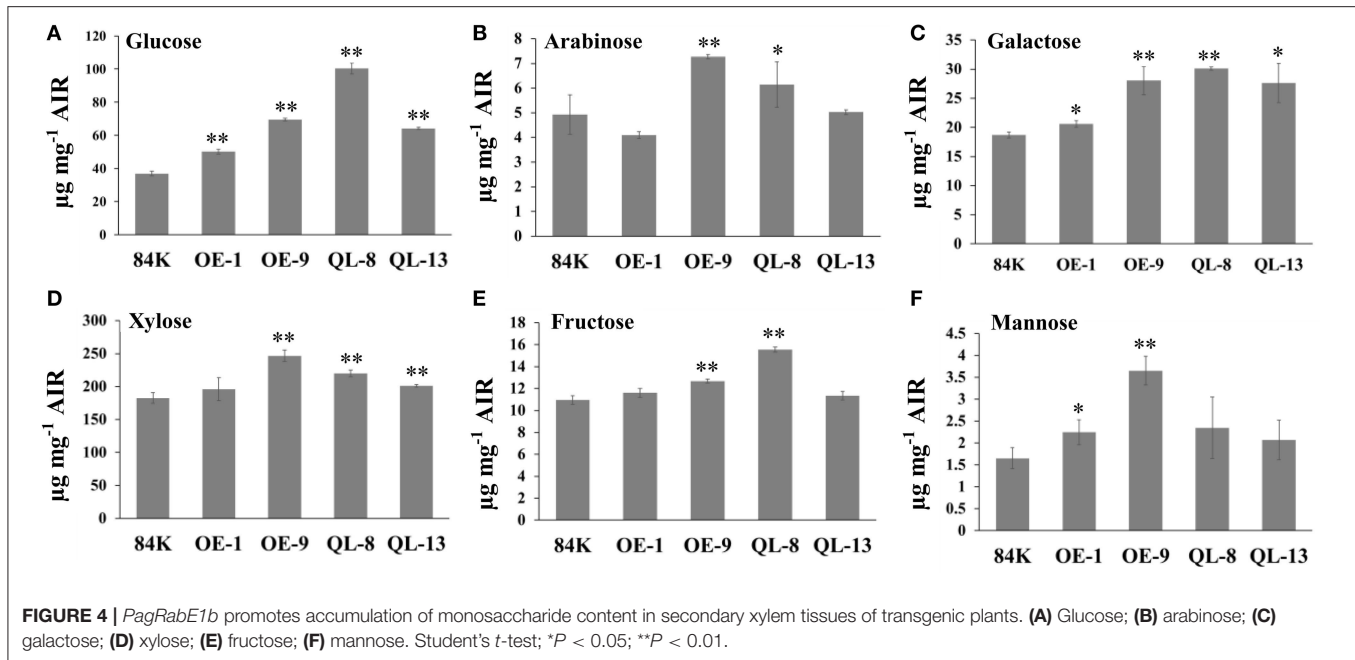 A
Glucose
µg mg⁻¹ AIR
120
100
80
60
40
20
0
**
**
**
**
84K OE-1 OE-9 QL-8 QL-13
B
Arabinose
µg mg⁻¹ AIR
8
7
6
5
4
3
2
1
0
**
*
84K OE-1 OE-9 QL-8 QL-13
C
Galactose
µg mg⁻¹ AIR
35
30
25
20
15
10
5
0
*
**
**
*
84K OE-1 OE-9 QL-8 QL-13
D
Xylose
µg mg⁻¹ AIR
300
250
200
150
100
50
0
**
**
**
84K OE-1 OE-9 QL-8 QL-13
E
Fructose
µg mg⁻¹ AIR
18
16
14
12
10
8
6
4
2
0
**
**
84K OE-1 OE-9 QL-8 QL-13
F
Mannose
µg mg⁻¹ AIR
4.5
4
3.5
3
2.5
2
1.5
1
0.5
0
*
**
84K OE-1 OE-9 QL-8 QL-13
FIGURE 4 | PagRabE1b promotes accumulation of monosaccharide content in secondary xylem tissues of transgenic plants. (A) Glucose; (B) arabinose; (C)
galactose; (D) xylose; (E) fructose; (F) mannose. Student's t-test; *P < 0.05; **P < 0.01.